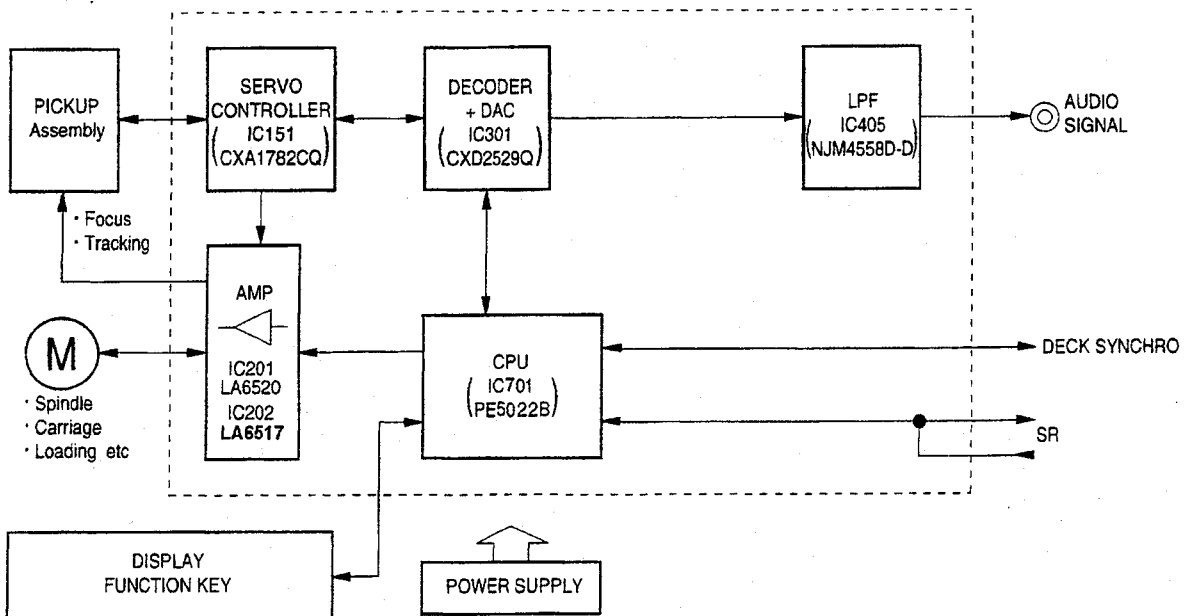 PICKUP
Assembly
SERVO
CONTROLLER
IC151
(CXA1782CQ)
DECODER
+ DAC
IC301
(CXD2529Q)
LPF
IC405
(NJM4558D-D)
AUDIO
SIGNAL
・Focus
・Tracking
AMP
IC201
LA6520
IC202
LA6517
M
・Spindle
・Carriage
・Loading etc
CPU
(IC701
PE5022B)
DECK SYNCHRO
SR
DISPLAY
FUNCTION KEY
POWER SUPPLY